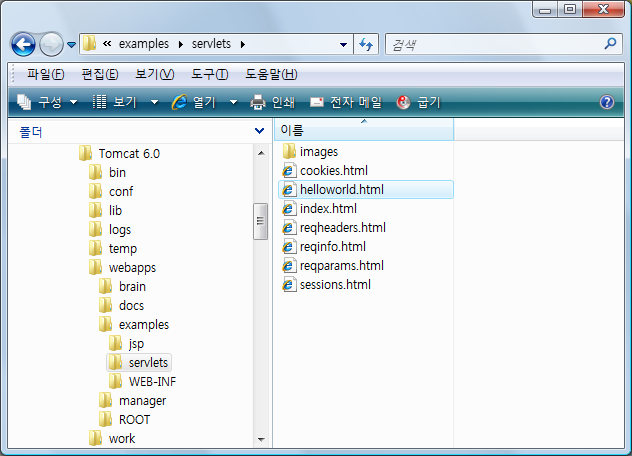 « examples ▸ servlets ▸
검색
파일(F) 편집(E) 보기(V) 도구(T) 도움말(H)
구성 보기 열기 인쇄 전자 메일 굽기
폴더
Tomcat 6.0
bin
conf
lib
logs
temp
webapps
brain
docs
examples
jsp
servlets
WEB-INF
manager
ROOT
work
이름
images
cookies.html
helloworld.html
index.html
reqheaders.html
reqinfo.html
reqparams.html
sessions.html